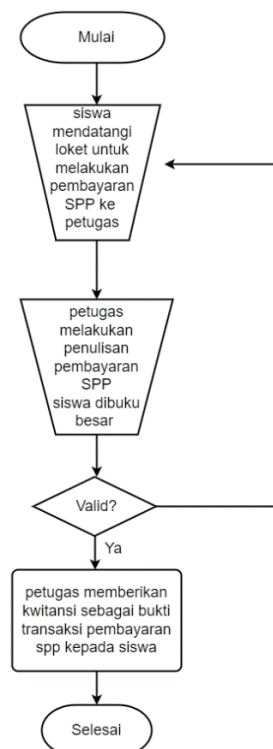 Mulai
siswa
mendatangi
loket untuk
melakukan
pembayaran
SPP ke
petugas
petugas
melakukan
penulisan
pembayaran
SPP
siswa dibuku
besar
Valid?
Ya
petugas memberikan
kwitansi sebagai bukti
transaksi pembayaran
spp kepada siswa
Selesai